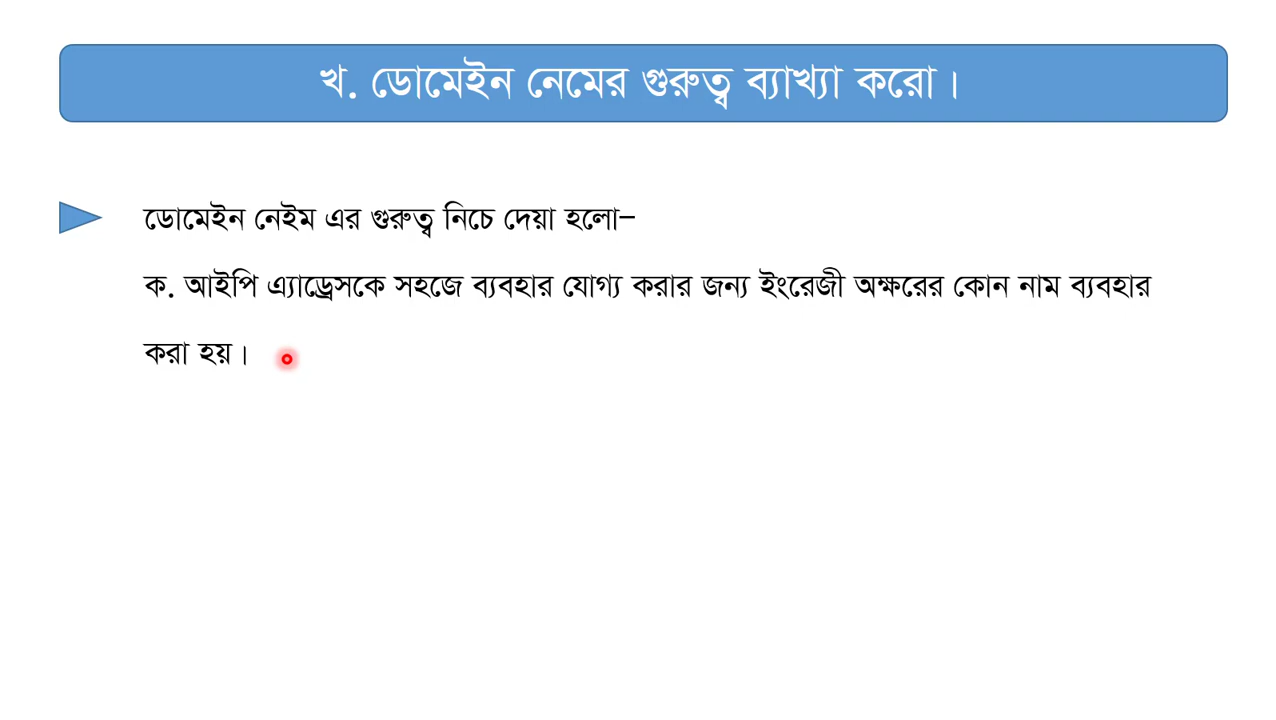 খ. ডোমেইন নেমের গুরুত্ব ব্যাখ্যা করো।
ডোমেইন নেইম এর গুরুত্ব নিচে দেয়া হলো–
ক. আইপি এ্যাড্রেসকে সহজে ব্যবহার যোগ্য করার জন্য ইংরেজী অক্ষরের কোন নাম ব্যবহার
করা হয়।